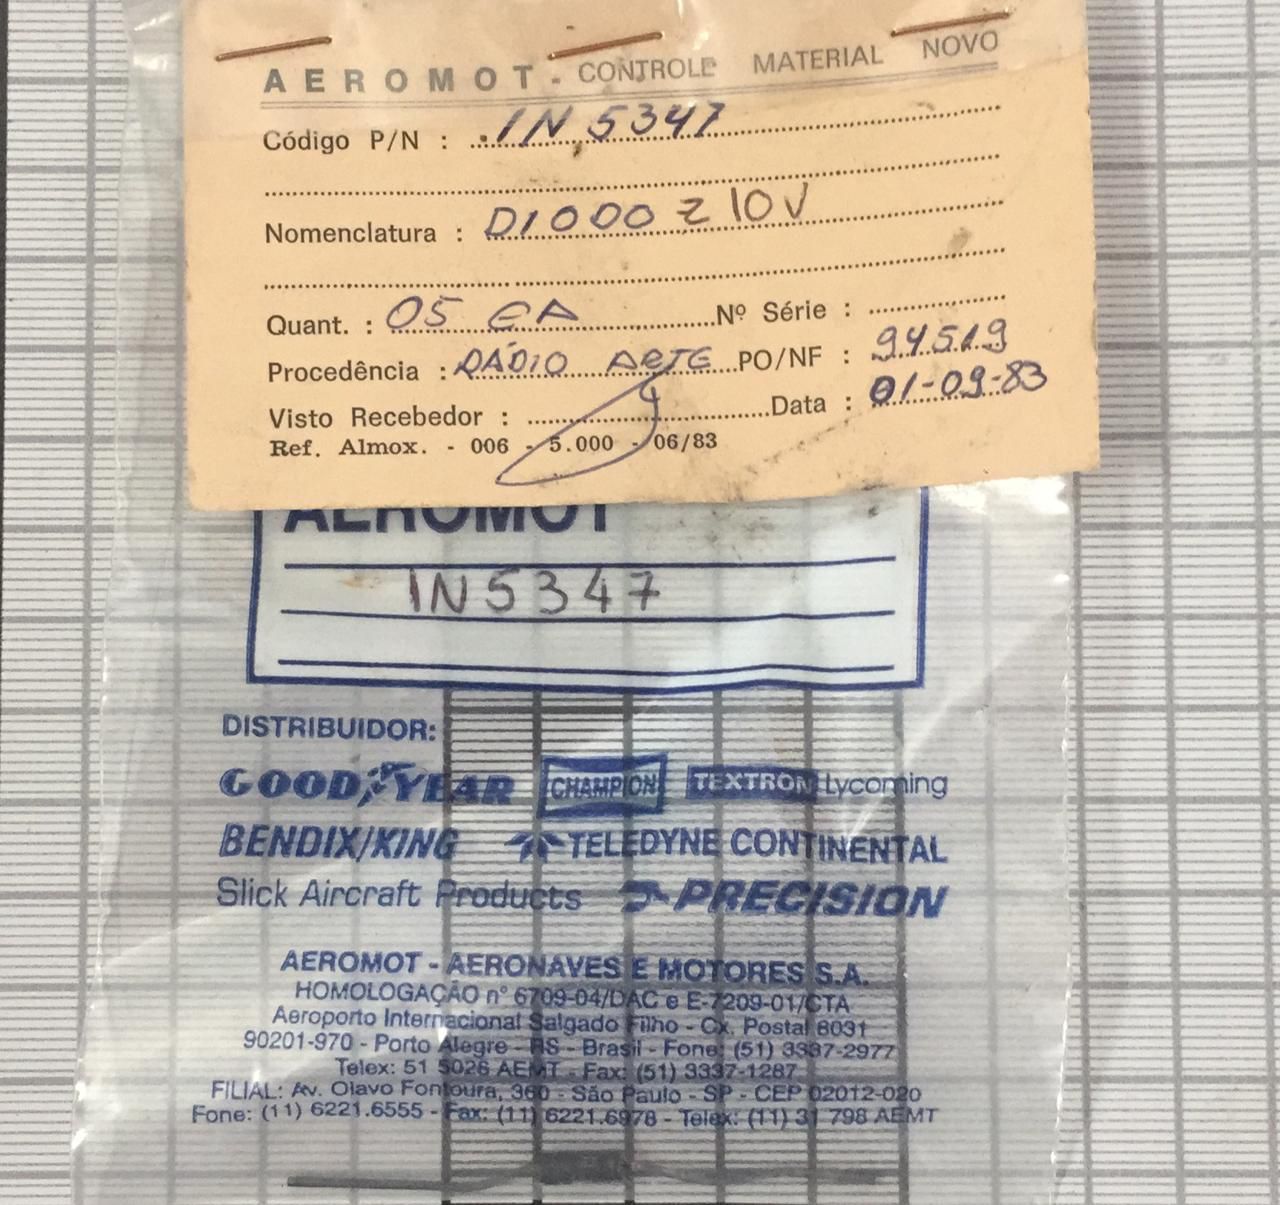 AEROMOT - CONTROLE MATERIAL NOVO
Código P/N : 1N 5347
Nomenclatura : DIODO Z 10V
Quant. : 05 EA Nº Série :
Procedência : RÁDIO ARTE PO/NF : 94519
Visto Recebedor : Data : 01-09-83
Ref. Almox. - 006 - 5.000 - 06/83
AEROMOT
1N5347
DISTRIBUIDOR:
GOODYEAR CHAMPION TEXTRON Lycoming
BENDIX/KING TELEDYNE CONTINENTAL
Slick Aircraft Products PRECISION
AEROMOT - AERONAVES E MOTORES S.A.
HOMOLOGAÇÃO nº 6709-04/DAC e E-7209-01/CTA
Aeroporto Internacional Salgado Filho - Cx. Postal 8031
90201-970 - Porto Alegre - RS - Brasil - Fone: (51) 3337-2977
Telex: 51 5026 AEMT - Fax: (51) 3337-1287
FILIAL: Av. Olavo Fontoura, 360 - São Paulo - SP - CEP 02012-020
Fone: (11) 6221.6555 - Fax: (11) 6221.6978 - Telex: (11) 31 798 AEMT